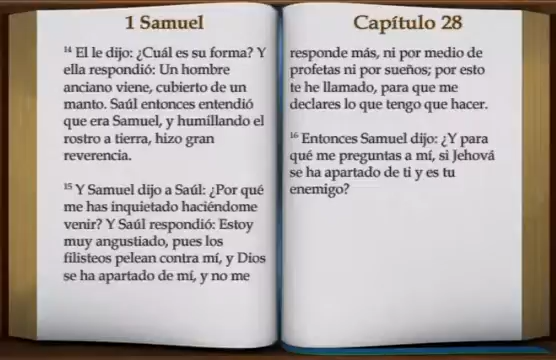 1 Samuel
14 El le dijo: ¿Cuál es su forma? Y
ella respondió: Un hombre
anciano viene, cubierto de un
manto. Saúl entonces entendió
que era Samuel, y humillando el
rostro a tierra, hizo gran
reverencia.
15 Y Samuel dijo a Saúl: ¿Por qué
me has inquietado haciéndome
venir? Y Saúl respondió: Estoy
muy angustiado, pues los
filisteos pelean contra mí, y Dios
se ha apartado de mí, y no me
Capítulo 28
responde más, ni por medio de
profetas ni por sueños; por esto
te he llamado, para que me
declares lo que tengo que hacer.
16 Entonces Samuel dijo: ¿Y para
qué me preguntas a mí, si Jehová
se ha apartado de ti y es tu
enemigo?